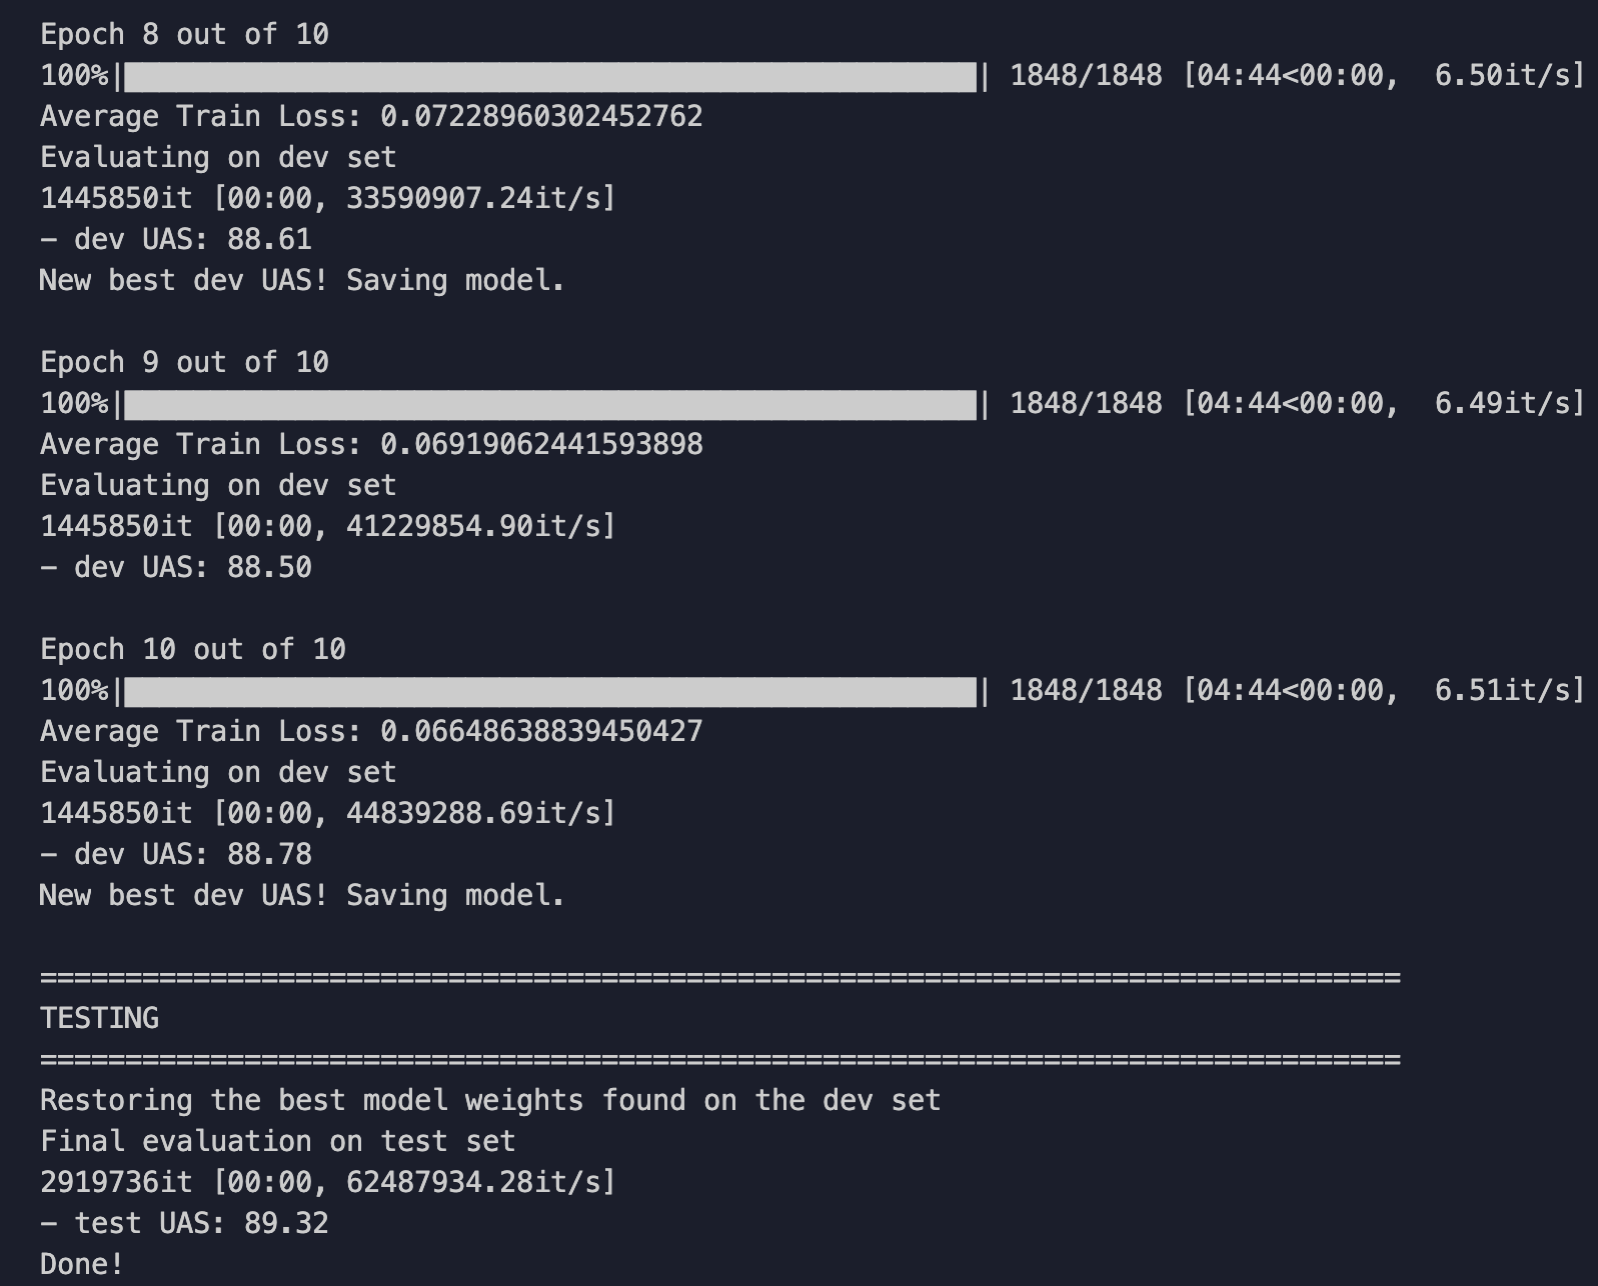 Epoch 8 out of 10
100%|██████████████████████████████████████████████████| 1848/1848 [04:44<00:00,  6.50it/s]
Average Train Loss: 0.07228960302452762
Evaluating on dev set
1445850it [00:00, 33590907.24it/s]
– dev UAS: 88.61
New best dev UAS! Saving model.
Epoch 9 out of 10
100%|██████████████████████████████████████████████████| 1848/1848 [04:44<00:00,  6.49it/s]
Average Train Loss: 0.06919062441593898
Evaluating on dev set
1445850it [00:00, 41229854.90it/s]
– dev UAS: 88.50
Epoch 10 out of 10
100%|██████████████████████████████████████████████████| 1848/1848 [04:44<00:00,  6.51it/s]
Average Train Loss: 0.06648638839450427
Evaluating on dev set
1445850it [00:00, 44839288.69it/s]
– dev UAS: 88.78
New best dev UAS! Saving model.
================================================================================
TESTING
================================================================================
Restoring the best model weights found on the dev set
Final evaluation on test set
2919736it [00:00, 62487934.28it/s]
– test UAS: 89.32
Done!